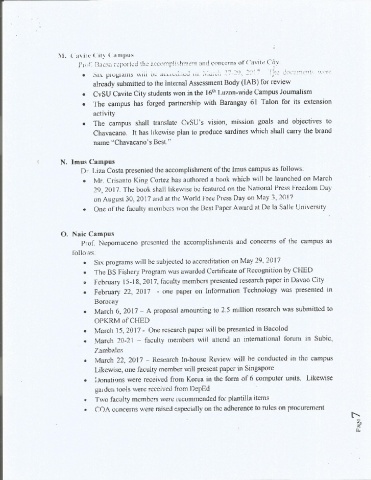 M. Cavite City Campus
Prof. Baesa reported the accomplishment and concerns of Cavite City
• Six programs will be accredited on March 27-29, 2017. The documents were
already submitted to the Internal Assessment Body (IAB) for review
• CvSU Cavite City students won in the 16th Luzon-wide Campus Journalism
• The campus has forged partnership with Barangay 61 Talon for its extension
activity
• The campus shall translate CvSU's vision, mission goals and objectives to
Chavacano. It has likewise plan to produce sardines which shall carry the brand
name "Chavacano's Best."
N. Imus Campus
Dr. Liza Costa presented the accomplishment of the Imus campus as follows:
• Mr. Crisanto King Cortez has authored a book which will be launched on March
29, 2017. The book shall likewise be featured on the National Press Freedom Day
on August 30, 2017 and at the World Free Press Day on May 3, 2017
• One of the faculty members won the Best Paper Award at De la Salle University
O. Naic Campus
Prof. Nepomuceno presented the accomplishments and concerns of the campus as
follows:
• Six programs will be subjected to accreditation on May 29, 2017
• The BS Fishery Program was awarded Certificate of Recognition by CHED
• February 15-18, 2017, faculty members presented research paper in Davao City
• February 22, 2017 - one paper on Information Technology was presented in
Boracay
• March 6, 2017 – A proposal amounting to 2.5 million research was submitted to
OPKRM of CHED
• March 15, 2017 - One research paper will be presented in Bacolod
• March 20-21 – faculty members will attend an international forum in Subic,
Zambales
• March 22, 2017 – Research In-house Review will be conducted in the campus
Likewise, one faculty member will present paper in Singapore
• Donations were received from Korea in the form of 6 computer units. Likewise
garden tools were received from DepEd
• Two faculty members were recommended for plantilla items
• COA concerns were raised especially on the adherence to rules on procurement
Page 7